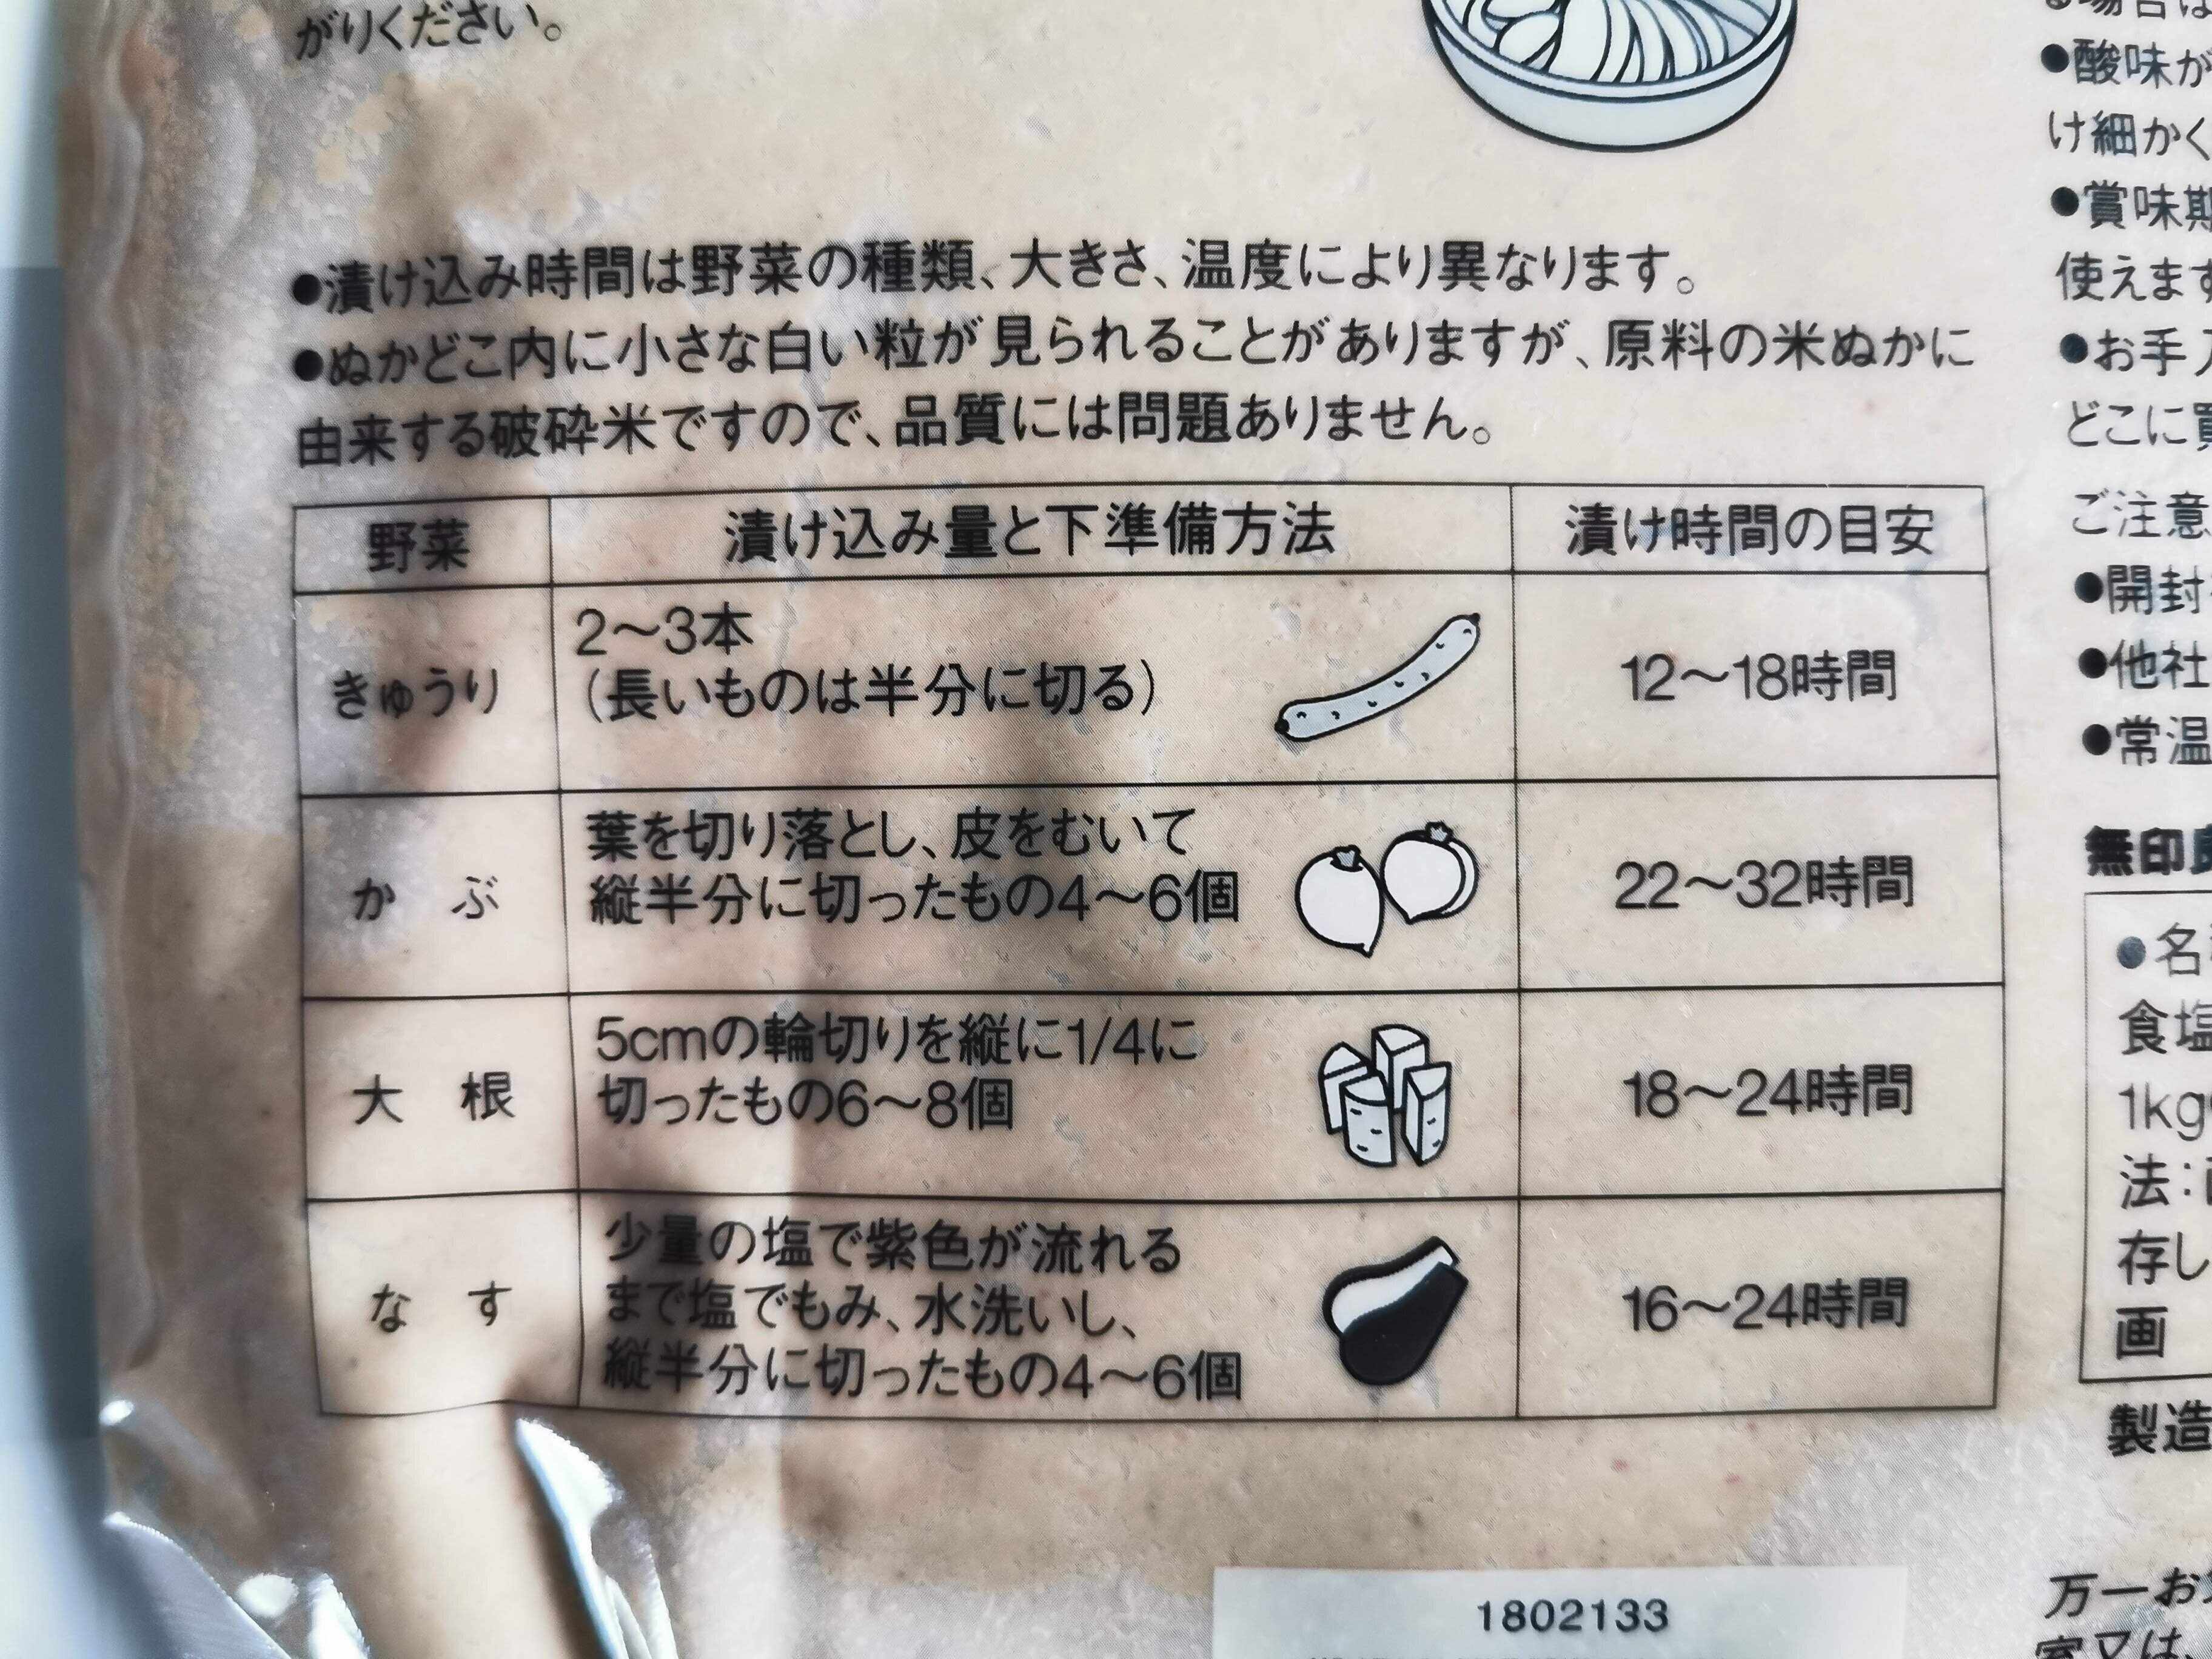 がりください。
●漬け込み時間は野菜の種類、大きさ、温度により異なります。
●ぬかどこ内に小さな白い粒が見られることがありますが、原料の米ぬかに
由来する破砕米ですので、品質には問題ありません。
野菜 漬け込み量と下準備方法 漬け時間の目安
きゅうり
2〜3本
(長いものは半分に切る)
12〜18時間
かぶ
葉を切り落とし、皮をむいて
縦半分に切ったもの4〜6個
22〜32時間
大根
5cmの輪切りを縦に1/4に
切ったもの6〜8個
18〜24時間
なす
少量の塩で紫色が流れる
まで塩でもみ、水洗いし、
縦半分に切ったもの4〜6個
16〜24時間
1802133
る場合は
●酸味が
け細かく
●賞味期
使えます
●お手入
どこに
ご注意
●開封
●他社
●常温
無印良
●名
食塩
1kg
法:
存し
画
製造
万一お